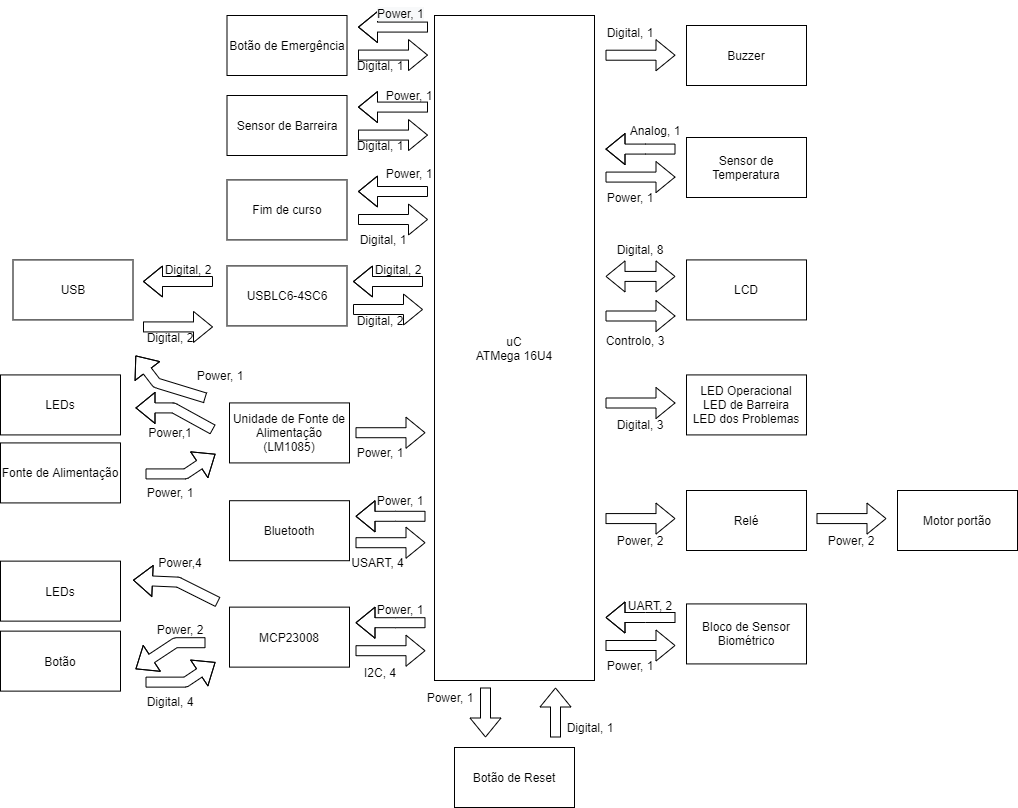 Power, 1
Botão de Emergência
Digital, 1
Power, 1
Sensor de Barreira
Digital, 1
Power, 1
Fim de curso
Digital, 1
USB
Digital, 2
Digital, 2
USBLC6-4SC6
Digital, 2
Digital, 2
Power, 1
LEDs
Power,1
Unidade de Fonte de
Alimentação
(LM1085)
Power, 1
Fonte de Alimentação
Power, 1
Bluetooth
Power, 1
USART, 4
LEDs
Power,4
MCP23008
Power, 1
I2C, 4
Botão
Power, 2
Digital, 4
uC
ATMega 16U4
Digital, 1
Buzzer
Analog, 1
Sensor de
Temperatura
Power, 1
Digital, 8
LCD
Controlo, 3
LED Operacional
LED de Barreira
LED dos Problemas
Digital, 3
Relé
Power, 2
Motor portão
Power, 2
UART, 2
Bloco de Sensor
Biométrico
Power, 1
Power, 1
Digital, 1
Botão de Reset